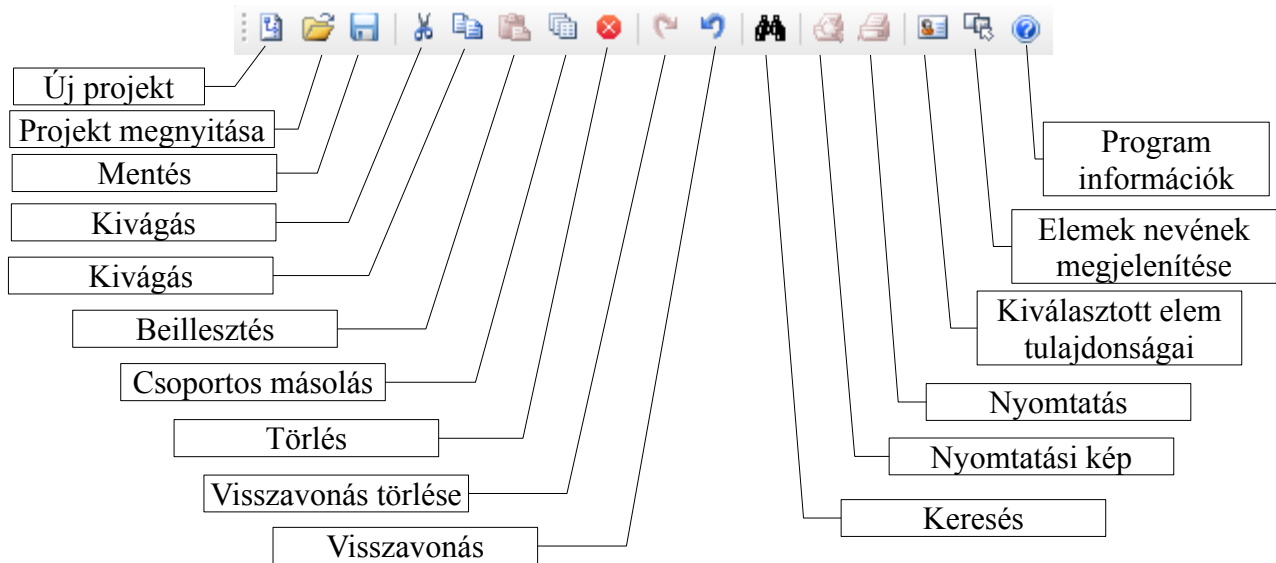 Új projekt
Projekt megnyitása
Mentés
Kivágás
Kivágás
Beillesztés
Csoportos másolás
Törlés
Visszavonás törlése
Visszavonás
Program
információk
Elemek nevének
megjelenítése
Kiválasztott elem
tulajdonságai
Nyomtatás
Nyomtatási kép
Keresés